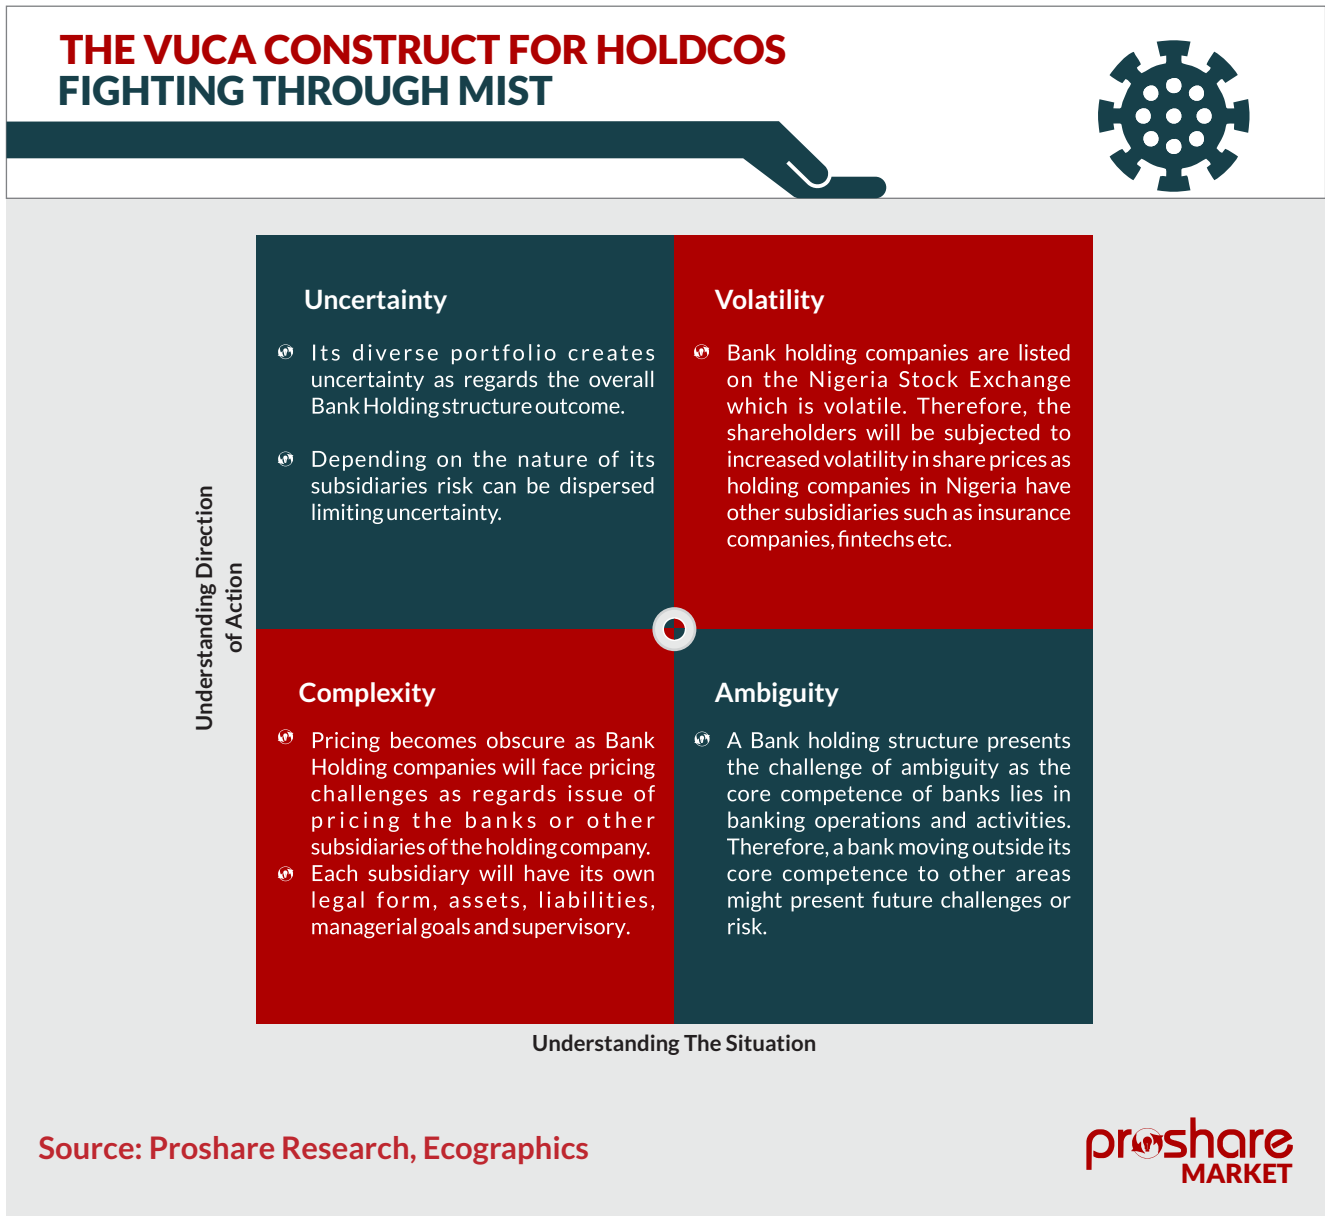 THE VUCA CONSTRUCT FOR HOLDCOS
FIGHTING THROUGH MIST
Uncertainty
Its diverse portfolio creates
uncertainty as regards the overall
Bank Holding structure outcome.
Depending on the nature of its
subsidiaries risk can be dispersed
limiting uncertainty.
Volatility
Bank holding companies are listed
on the Nigeria Stock Exchange
which is volatile. Therefore, the
shareholders will be subjected to
increased volatility in share prices as
holding companies in Nigeria have
other subsidiaries such as insurance
companies, fintechs etc.
Understanding Direction
of Action
Complexity
Pricing becomes obscure as Bank
Holding companies will face pricing
challenges as regards issue of
pricing the banks or other
subsidiaries of the holding company.
Each subsidiary will have its own
legal form, assets, liabilities,
managerial goals and supervisory.
Ambiguity
A Bank holding structure presents
the challenge of ambiguity as the
core competence of banks lies in
banking operations and activities.
Therefore, a bank moving outside its
core competence to other areas
might present future challenges or
risk.
Understanding The Situation
Source: Proshare Research, Ecographics
proshare
MARKET